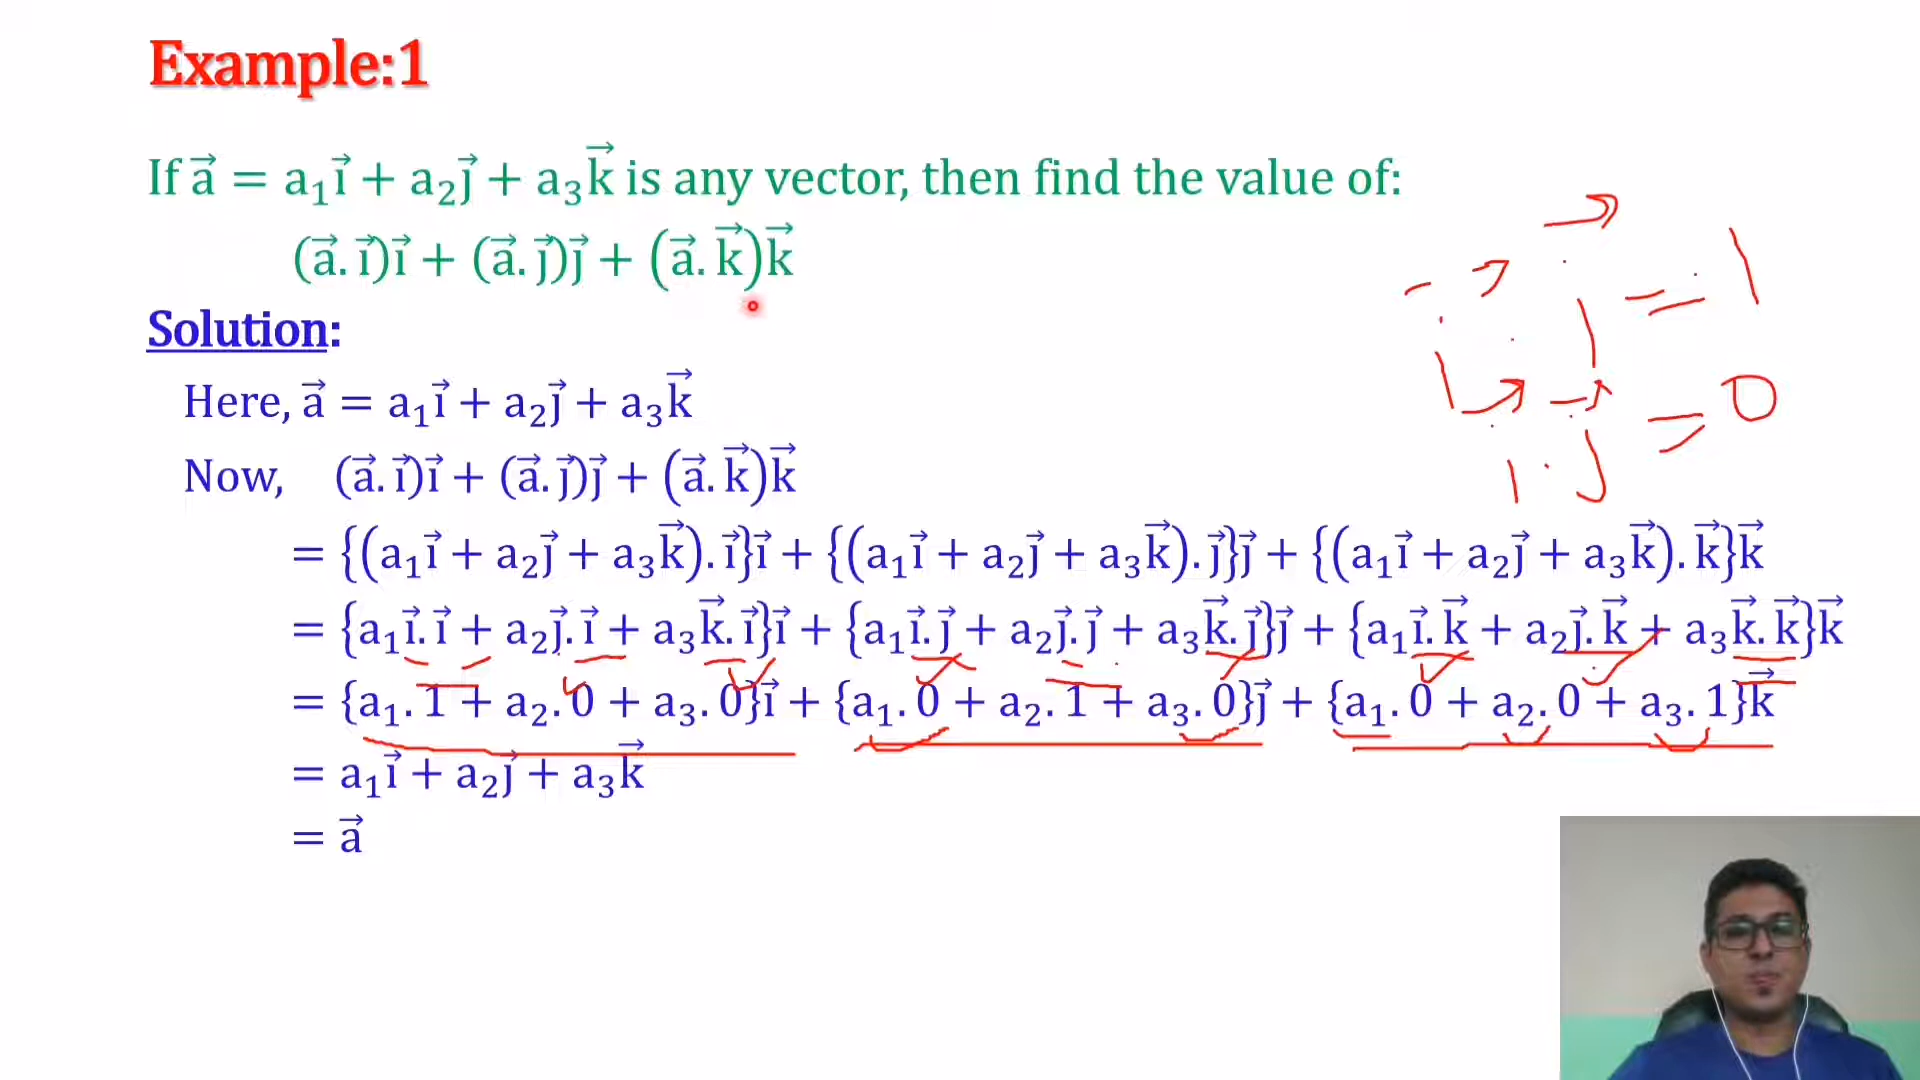 Example:1
If a⃗ = a₁i⃗ + a₂j⃗ + a₃k⃗ is any vector, then find the value of:
(a⃗. i⃗)i⃗ + (a⃗. j⃗)j⃗ + (a⃗. k⃗)k⃗
Solution:
Here, a⃗ = a₁i⃗ + a₂j⃗ + a₃k⃗
Now, (a⃗. i⃗)i⃗ + (a⃗. j⃗)j⃗ + (a⃗. k⃗)k⃗
= {(a₁i⃗ + a₂j⃗ + a₃k⃗). i⃗}i⃗ + {(a₁i⃗ + a₂j⃗ + a₃k⃗). j⃗}j⃗ + {(a₁i⃗ + a₂j⃗ + a₃k⃗). k⃗}k⃗
= {a₁i⃗. i⃗ + a₂j⃗. i⃗ + a₃k⃗. i⃗}i⃗ + {a₁i⃗. j⃗ + a₂j⃗. j⃗ + a₃k⃗. j⃗}j⃗ + {a₁i⃗. k⃗ + a₂j⃗. k⃗ + a₃k⃗. k⃗}k⃗
= {a₁. 1 + a₂. 0 + a₃. 0}i⃗ + {a₁. 0 + a₂. 1 + a₃. 0}j⃗ + {a₁. 0 + a₂. 0 + a₃. 1}k⃗
= a₁i⃗ + a₂j⃗ + a₃k⃗
= a⃗
= 1
i⃗ . j⃗ = 0